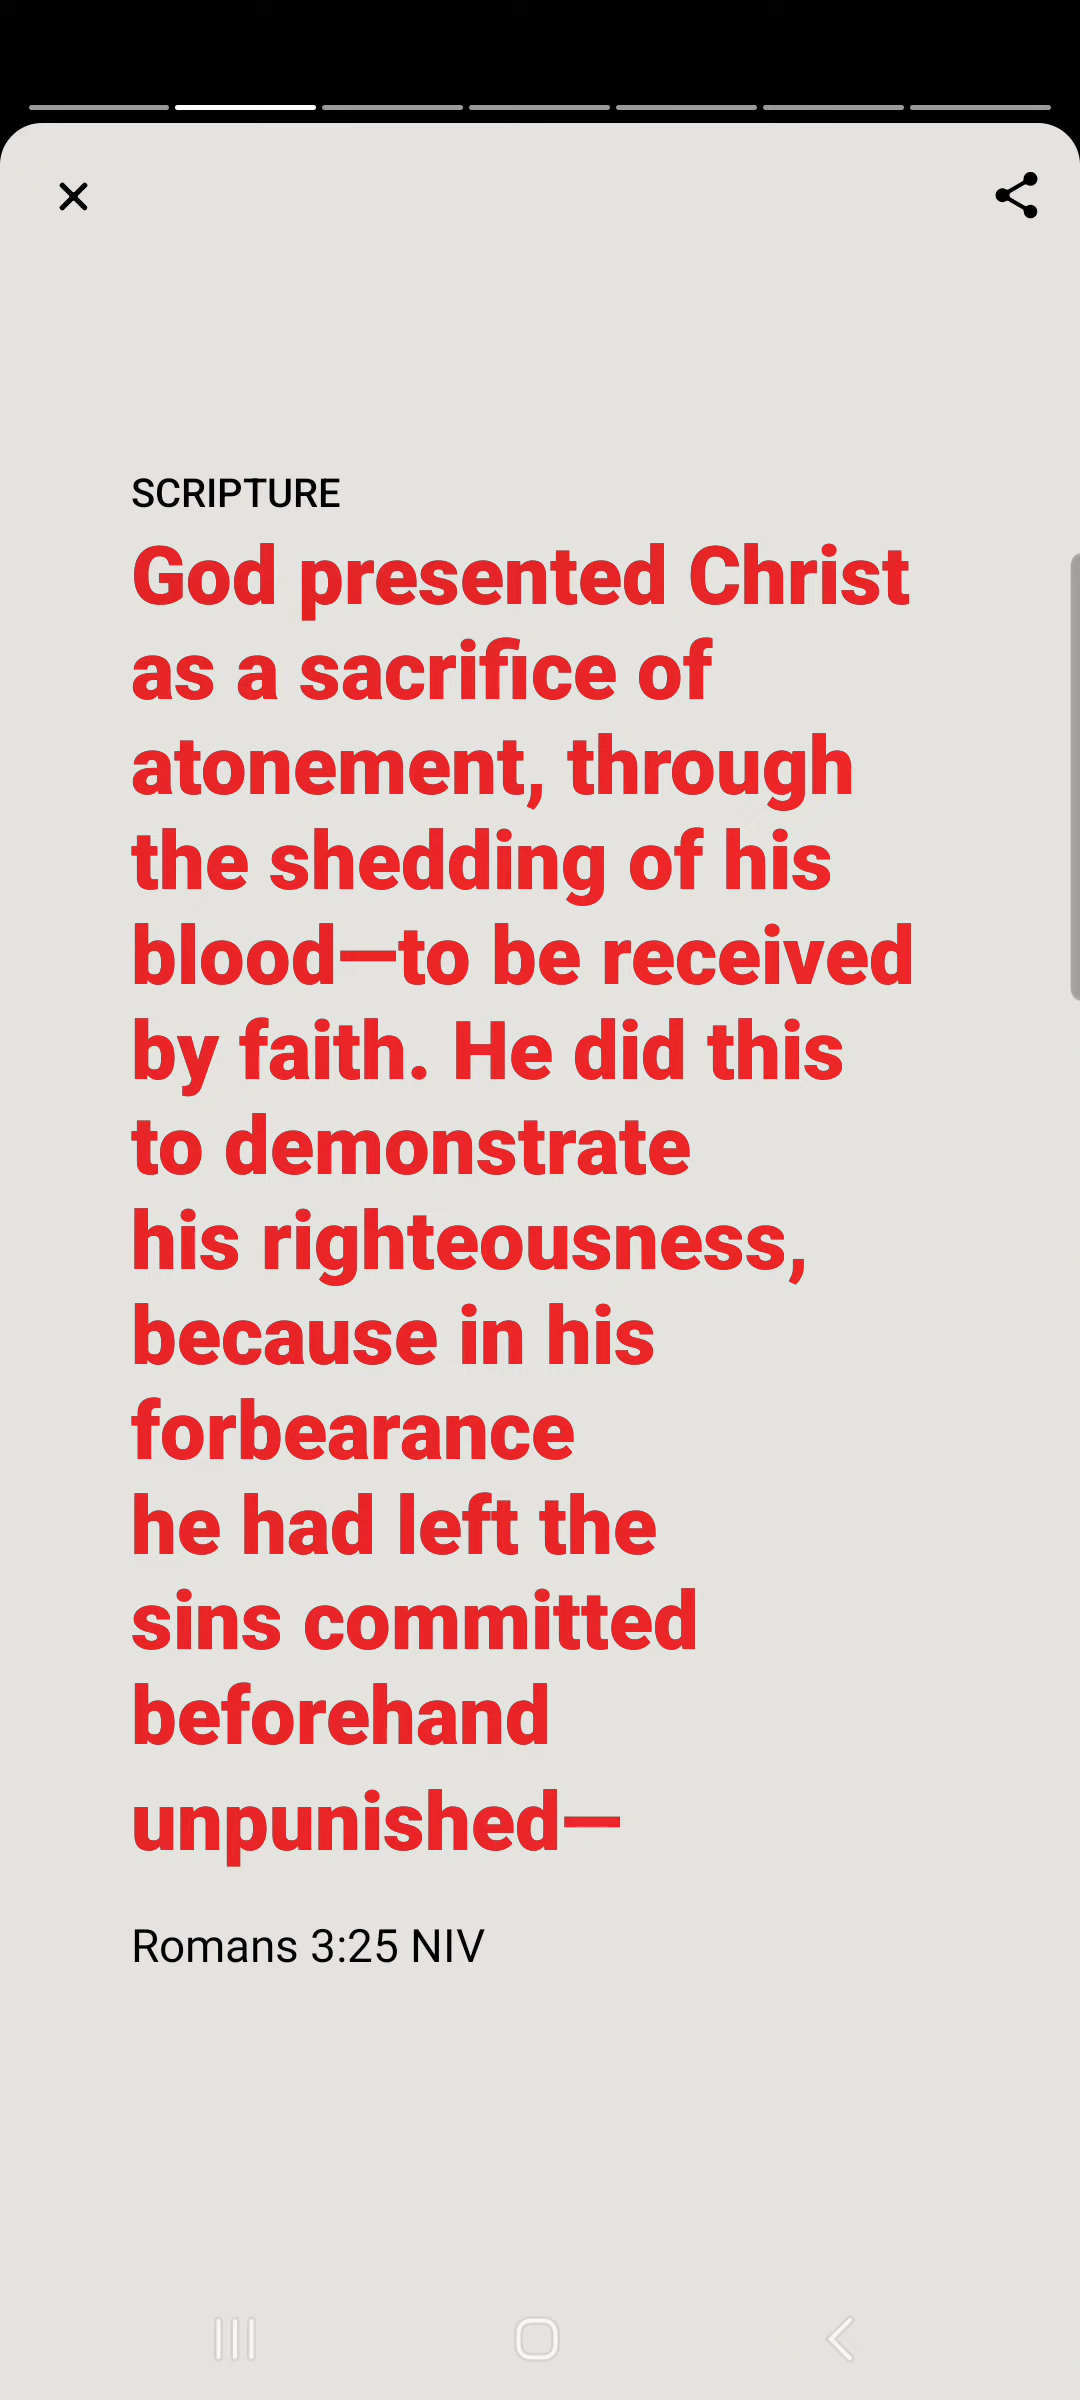 SCRIPTURE
God presented Christ
as a sacrifice of
atonement, through
the shedding of his
blood—to be received
by faith. He did this
to demonstrate
his righteousness,
because in his
forbearance
he had left the
sins committed
beforehand
unpunished—
Romans 3:25 NIV